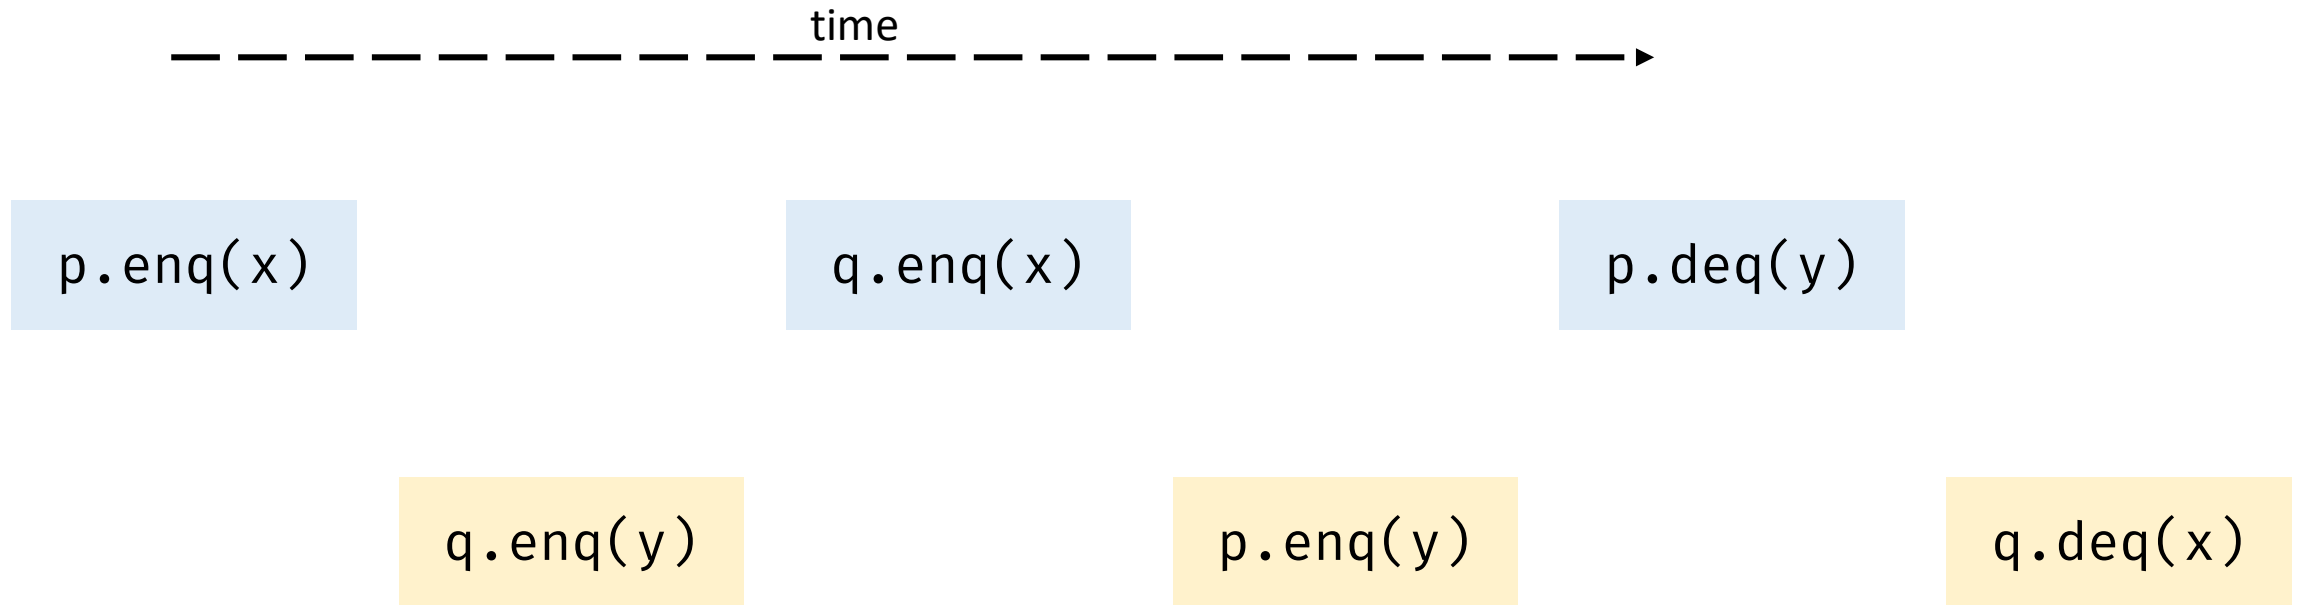 time
p.enq(x)
q.enq(x)
p.deq(y)
q.enq(y)
p.enq(y)
q.deq(x)